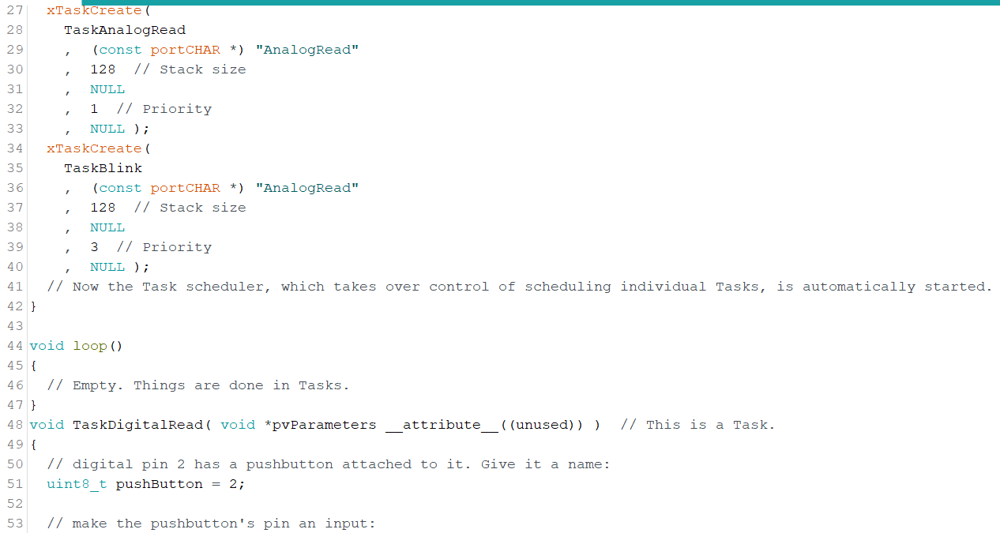 27 xTaskCreate(
28 TaskAnalogRead
29 , (const portCHAR *) "AnalogRead"
30 , 128 // Stack size
31 , NULL
32 , 1 // Priority
33 , NULL );
34 xTaskCreate(
35 TaskBlink
36 , (const portCHAR *) "AnalogRead"
37 , 128 // Stack size
38 , NULL
39 , 3 // Priority
40 , NULL );
41 // Now the Task scheduler, which takes over control of scheduling individual Tasks, is automatically started.
42 }
43
44 void loop()
45 {
46 // Empty. Things are done in Tasks.
47 }
48 void TaskDigitalRead( void *pvParameters __attribute__((unused)) ) // This is a Task.
49 {
50 // digital pin 2 has a pushbutton attached to it. Give it a name:
51 uint8_t pushButton = 2;
52
53 // make the pushbutton's pin an input: